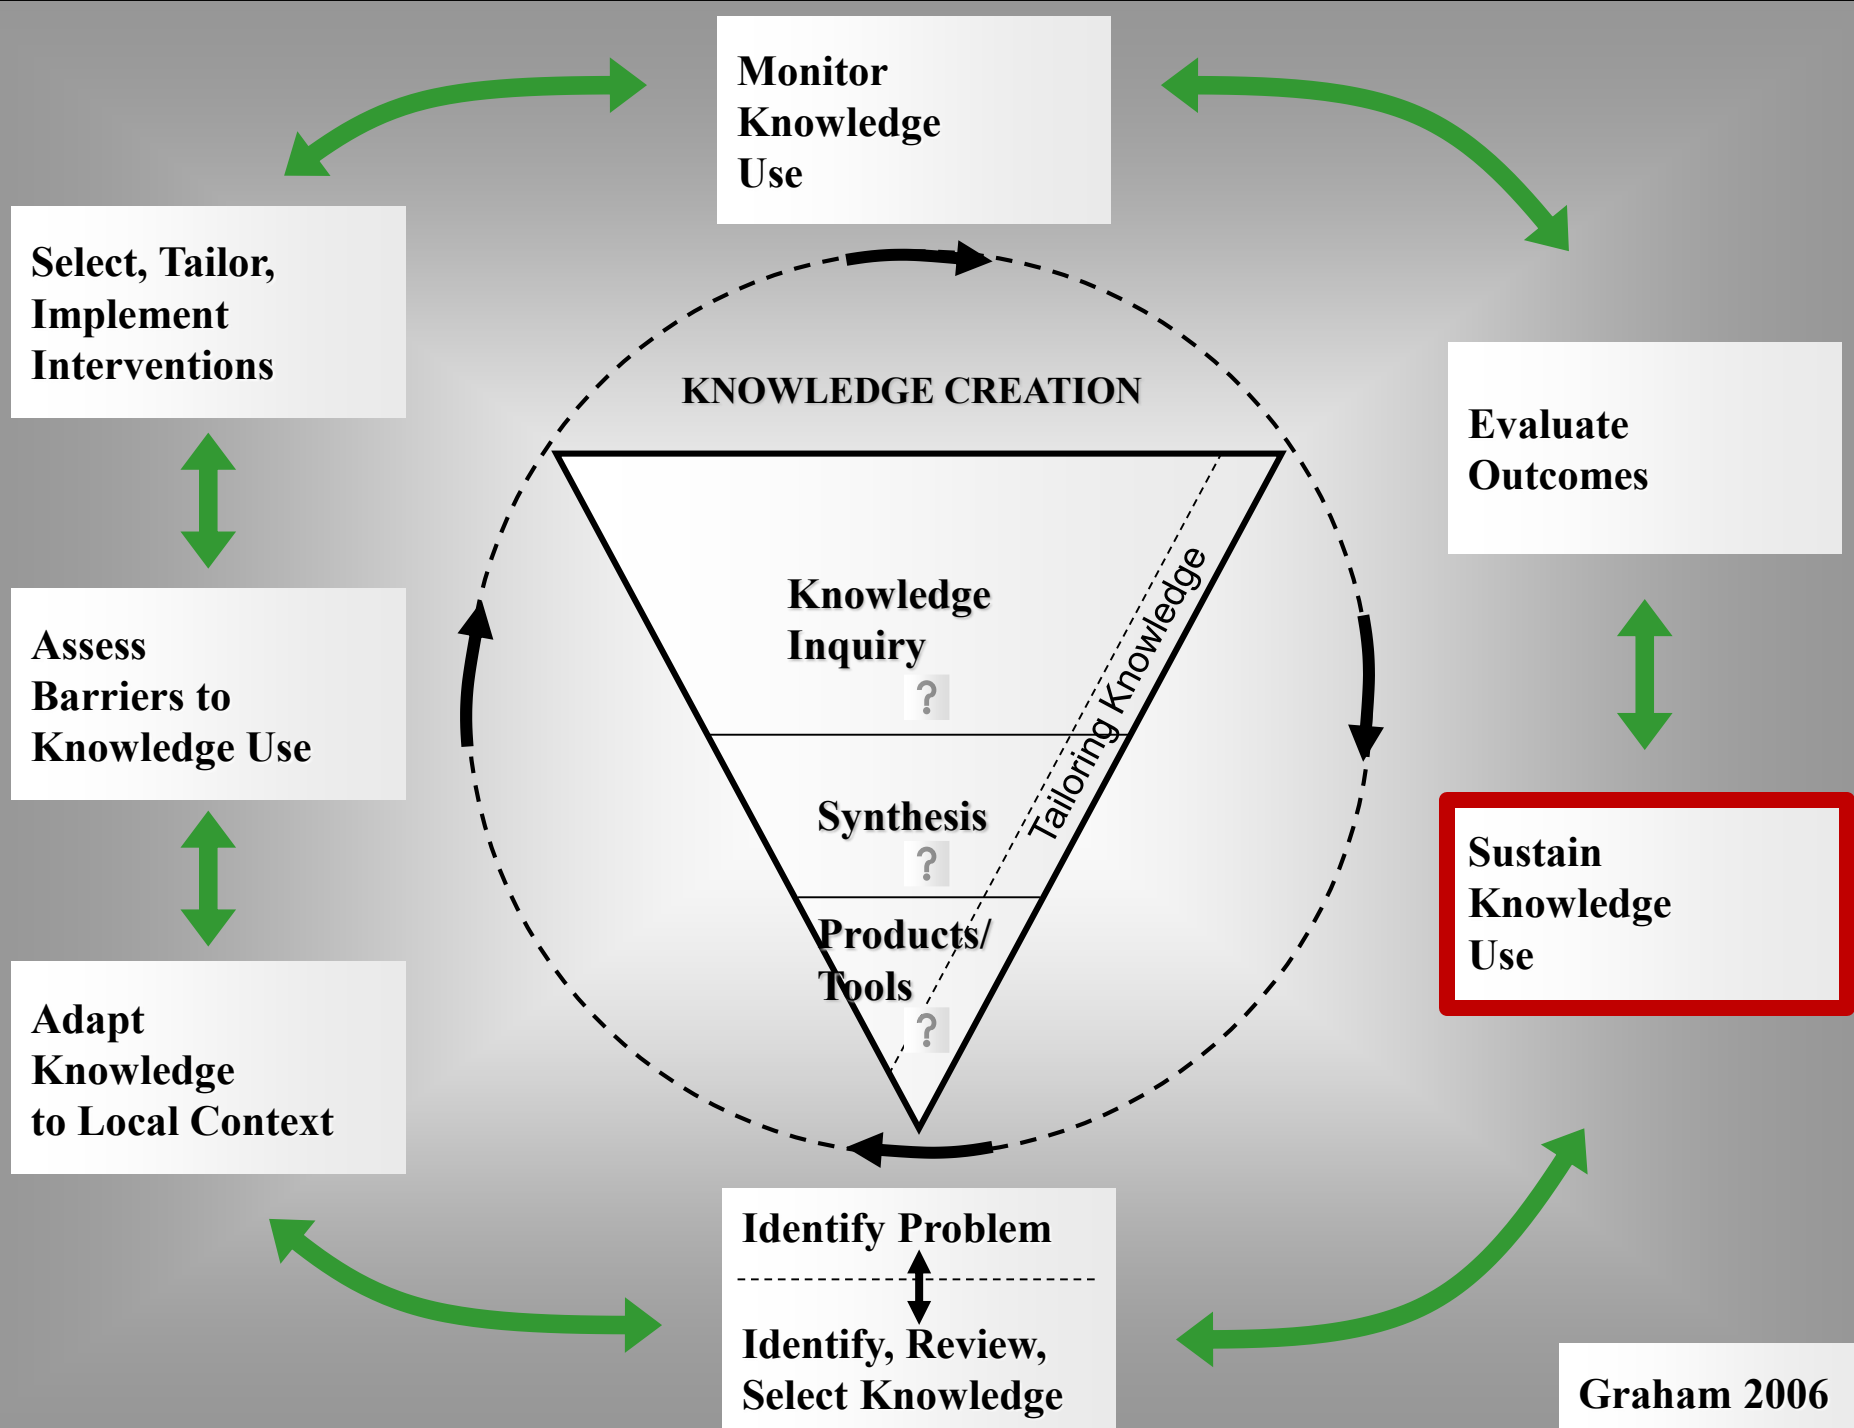 Monitor
Knowledge
Use
Select, Tailor,
Implement
Interventions
KNOWLEDGE CREATION
Evaluate
Outcomes
Knowledge
Inquiry
?
Tailoring Knowledge
Assess
Barriers to
Knowledge Use
Synthesis
?
Sustain
Knowledge
Use
Products/
Tools
?
Adapt
Knowledge
to Local Context
Identify Problem
Identify, Review,
Select Knowledge
Graham 2006